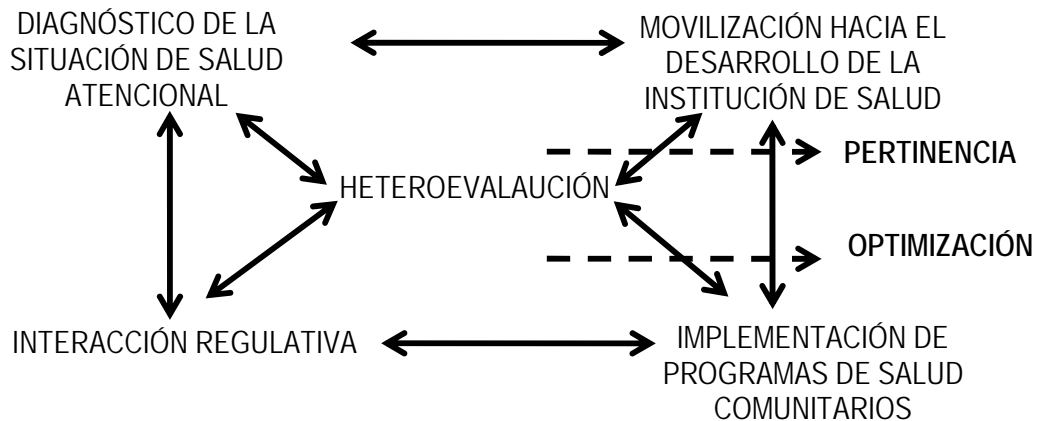 DIAGNÓSTICO DE LA
SITUACIÓN DE SALUD
ATENCIONAL
MOVILIZACIÓN HACIA EL
DESARROLLO DE LA
INSTITUCIÓN DE SALUD
PERTINENCIA
HETEROEVALAUCIÓN
OPTIMIZACIÓN
INTERACCIÓN REGULATIVA
IMPLEMENTACIÓN DE
PROGRAMAS DE SALUD
COMUNITARIOS